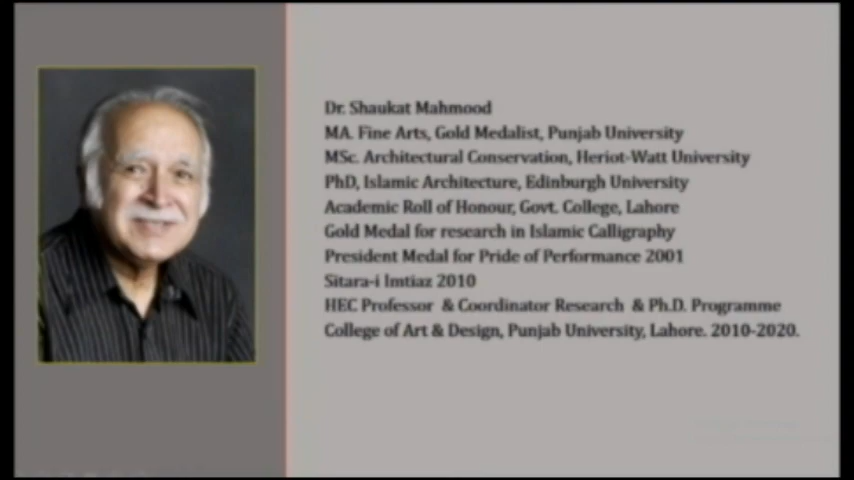 Dr. Shaukat Mahmood
MA. Fine Arts, Gold Medalist, Punjab University
MSc. Architectural Conservation, Heriot-Watt University
PhD, Islamic Architecture, Edinburgh University
Academic Roll of Honour, Govt. College, Lahore
Gold Medal for research in Islamic Calligraphy
President Medal for Pride of Performance 2001
Sitara-i Imtiaz 2010
HEC Professor & Coordinator Research & Ph.D. Programme
College of Art & Design, Punjab University, Lahore. 2010-2020.